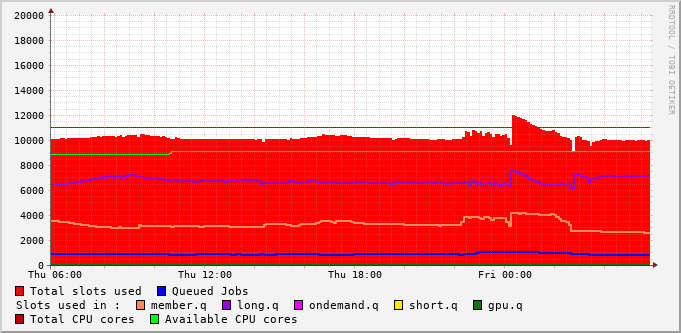 RRDTOOL / TOBI OETIKER
20000
18000
16000
14000
12000
10000
8000
6000
4000
2000
0
Thu 06:00 Thu 12:00 Thu 18:00 Fri 00:00
Total slots used Queued Jobs
Slots used in : member.q long.q ondemand.q short.q gpu.q
Total CPU cores Available CPU cores